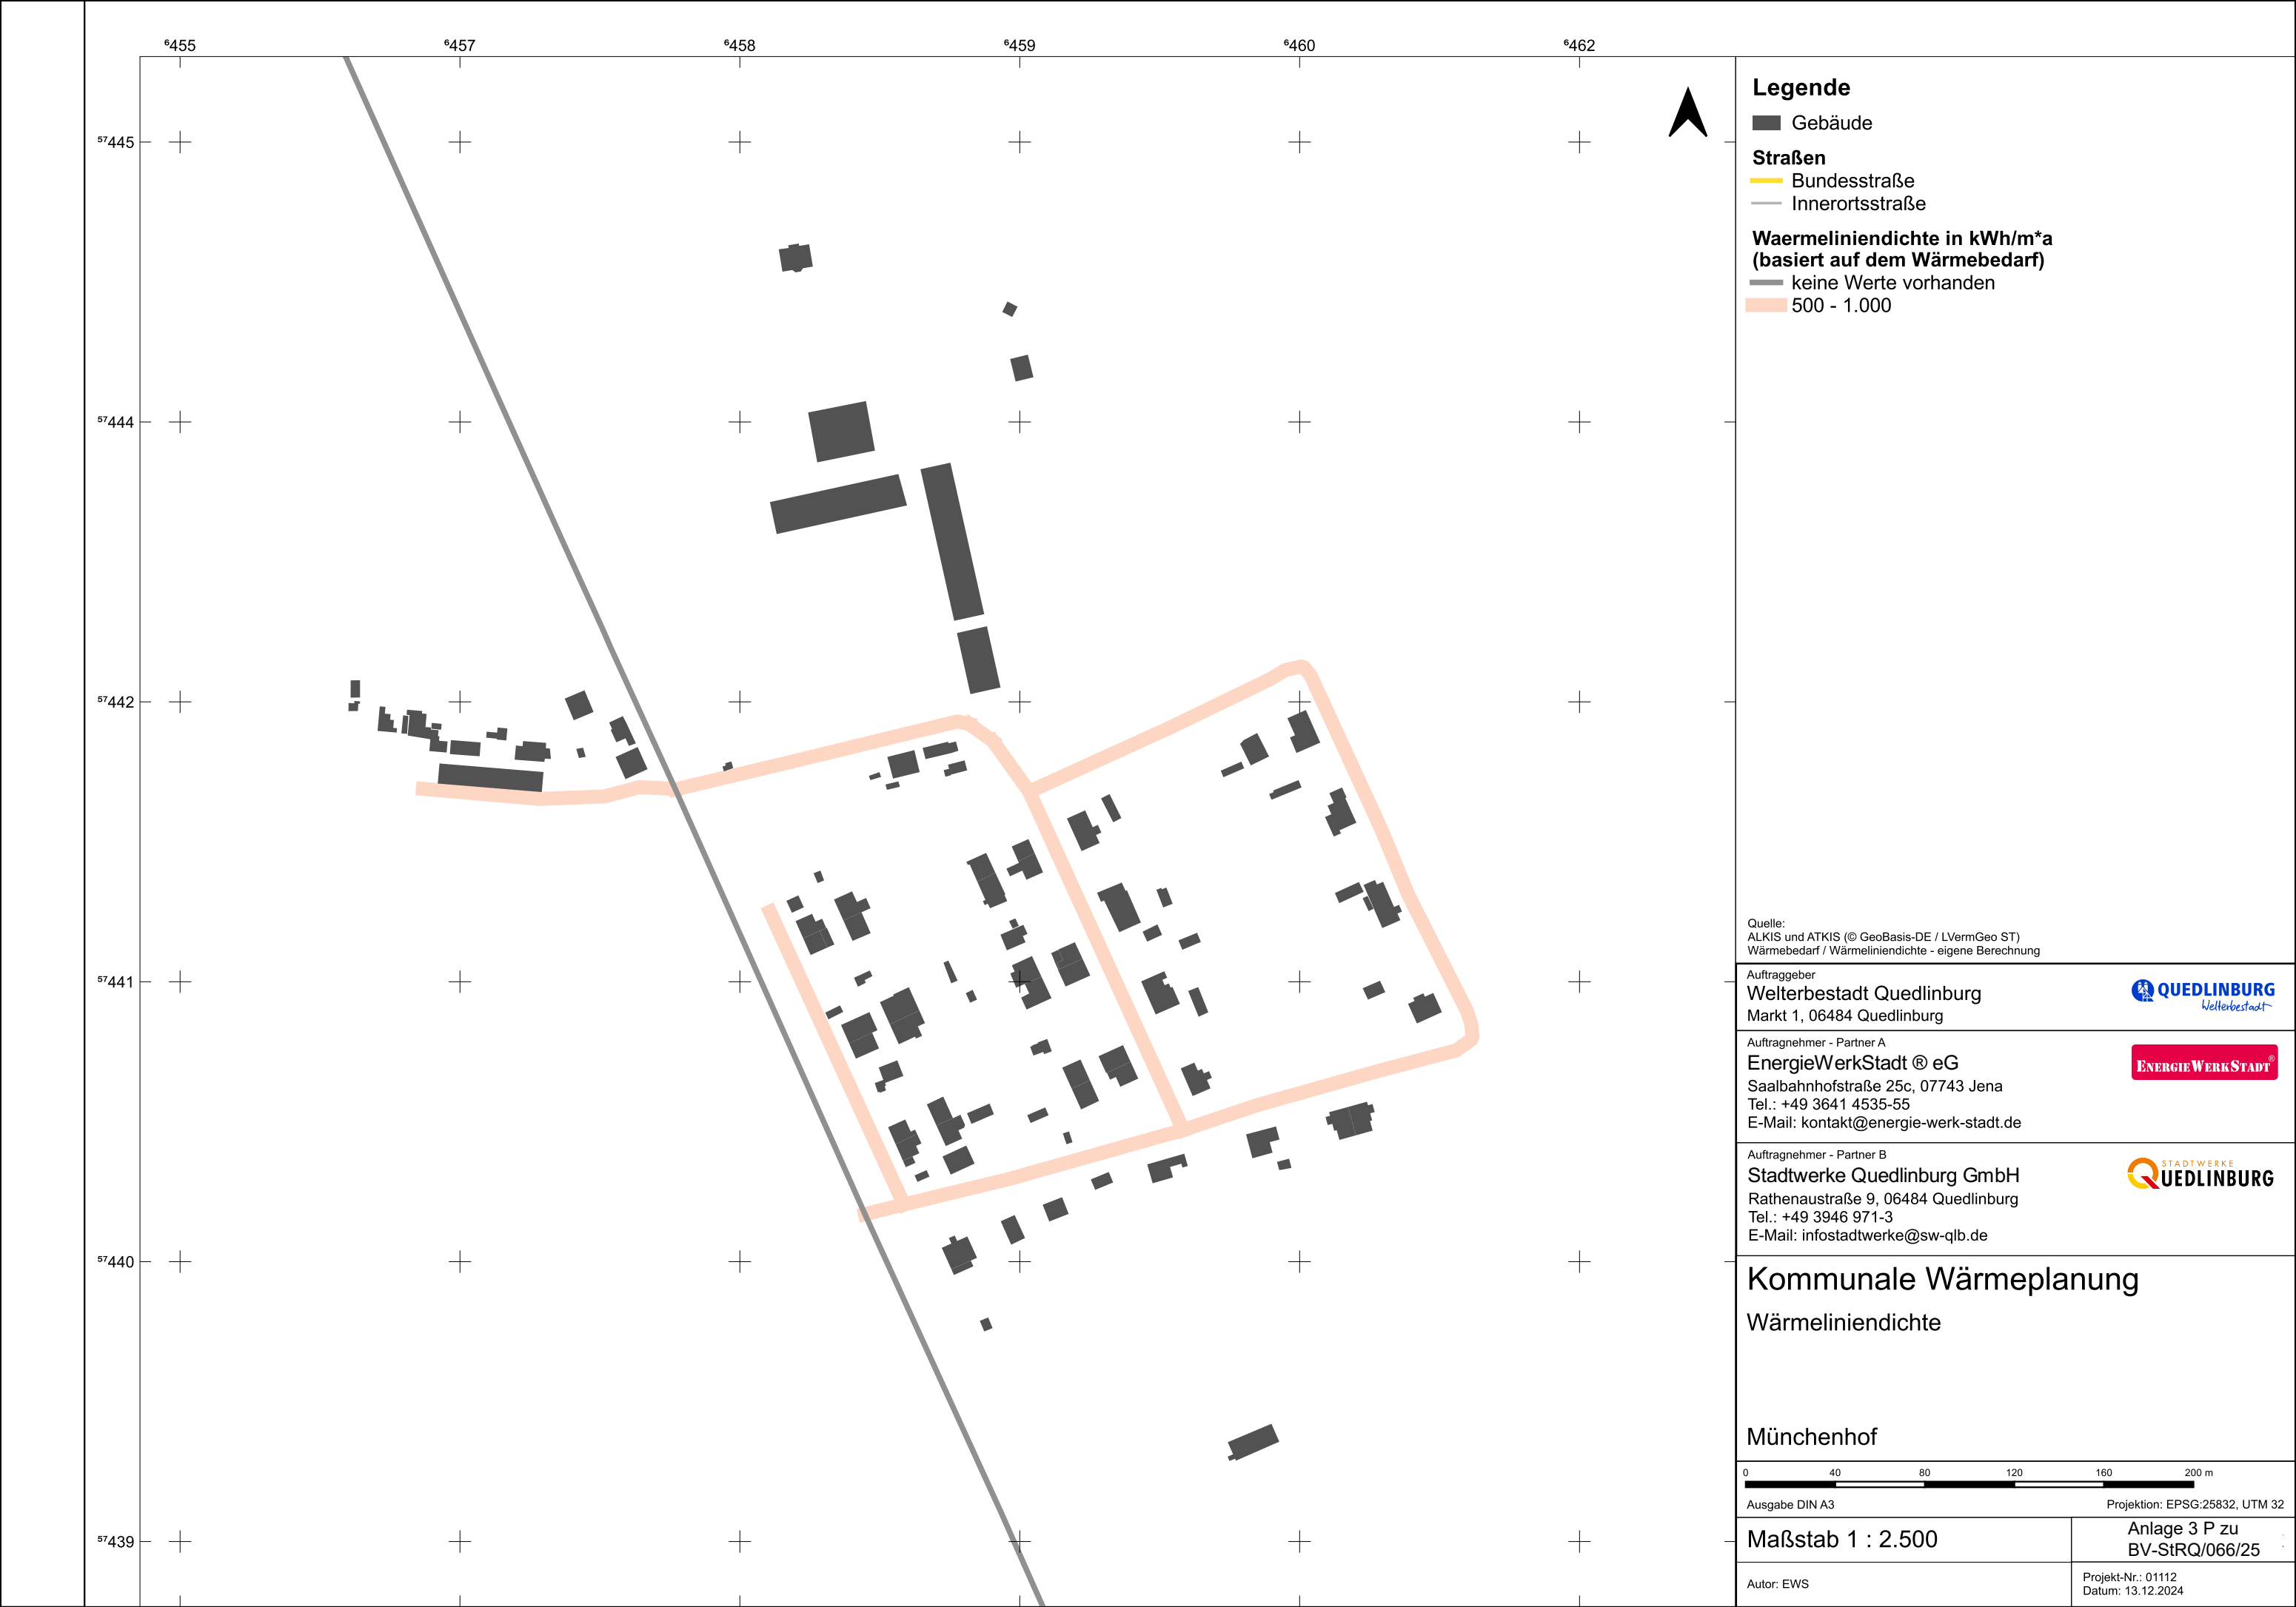 ⁶455 ⁶457 ⁶458 ⁶459 ⁶460 ⁶462
⁵⁷445
⁵⁷444
⁵⁷442
⁵⁷441
⁵⁷440
⁵⁷439
Legende
Gebäude
Straßen
Bundesstraße
Innerortsstraße
Waermeliniendichte in kWh/m*a
(basiert auf dem Wärmebedarf)
keine Werte vorhanden
500 - 1.000
Quelle:
ALKIS und ATKIS (© GeoBasis-DE / LVermGeo ST)
Wärmebedarf / Wärmeliniendichte - eigene Berechnung
Auftraggeber
Welterbestadt Quedlinburg
Markt 1, 06484 Quedlinburg
QUEDLINBURG
Welterbestadt
Auftragnehmer - Partner A
EnergieWerkStadt ® eG
Saalbahnhofstraße 25c, 07743 Jena
Tel.: +49 3641 4535-55
E-Mail: kontakt@energie-werk-stadt.de
ENERGIEWERKSTADT®
Auftragnehmer - Partner B
Stadtwerke Quedlinburg GmbH
Rathenaustraße 9, 06484 Quedlinburg
Tel.: +49 3946 971-3
E-Mail: infostadtwerke@sw-qlb.de
STADTWERKE
QUEDLINBURG
Kommunale Wärmeplanung
Wärmeliniendichte
Münchenhof
0 40 80 120 160 200 m
Ausgabe DIN A3 Projektion: EPSG:25832, UTM 32
Maßstab 1 : 2.500
Anlage 3 P zu
BV-StRQ/066/25
Autor: EWS
Projekt-Nr.: 01112
Datum: 13.12.2024